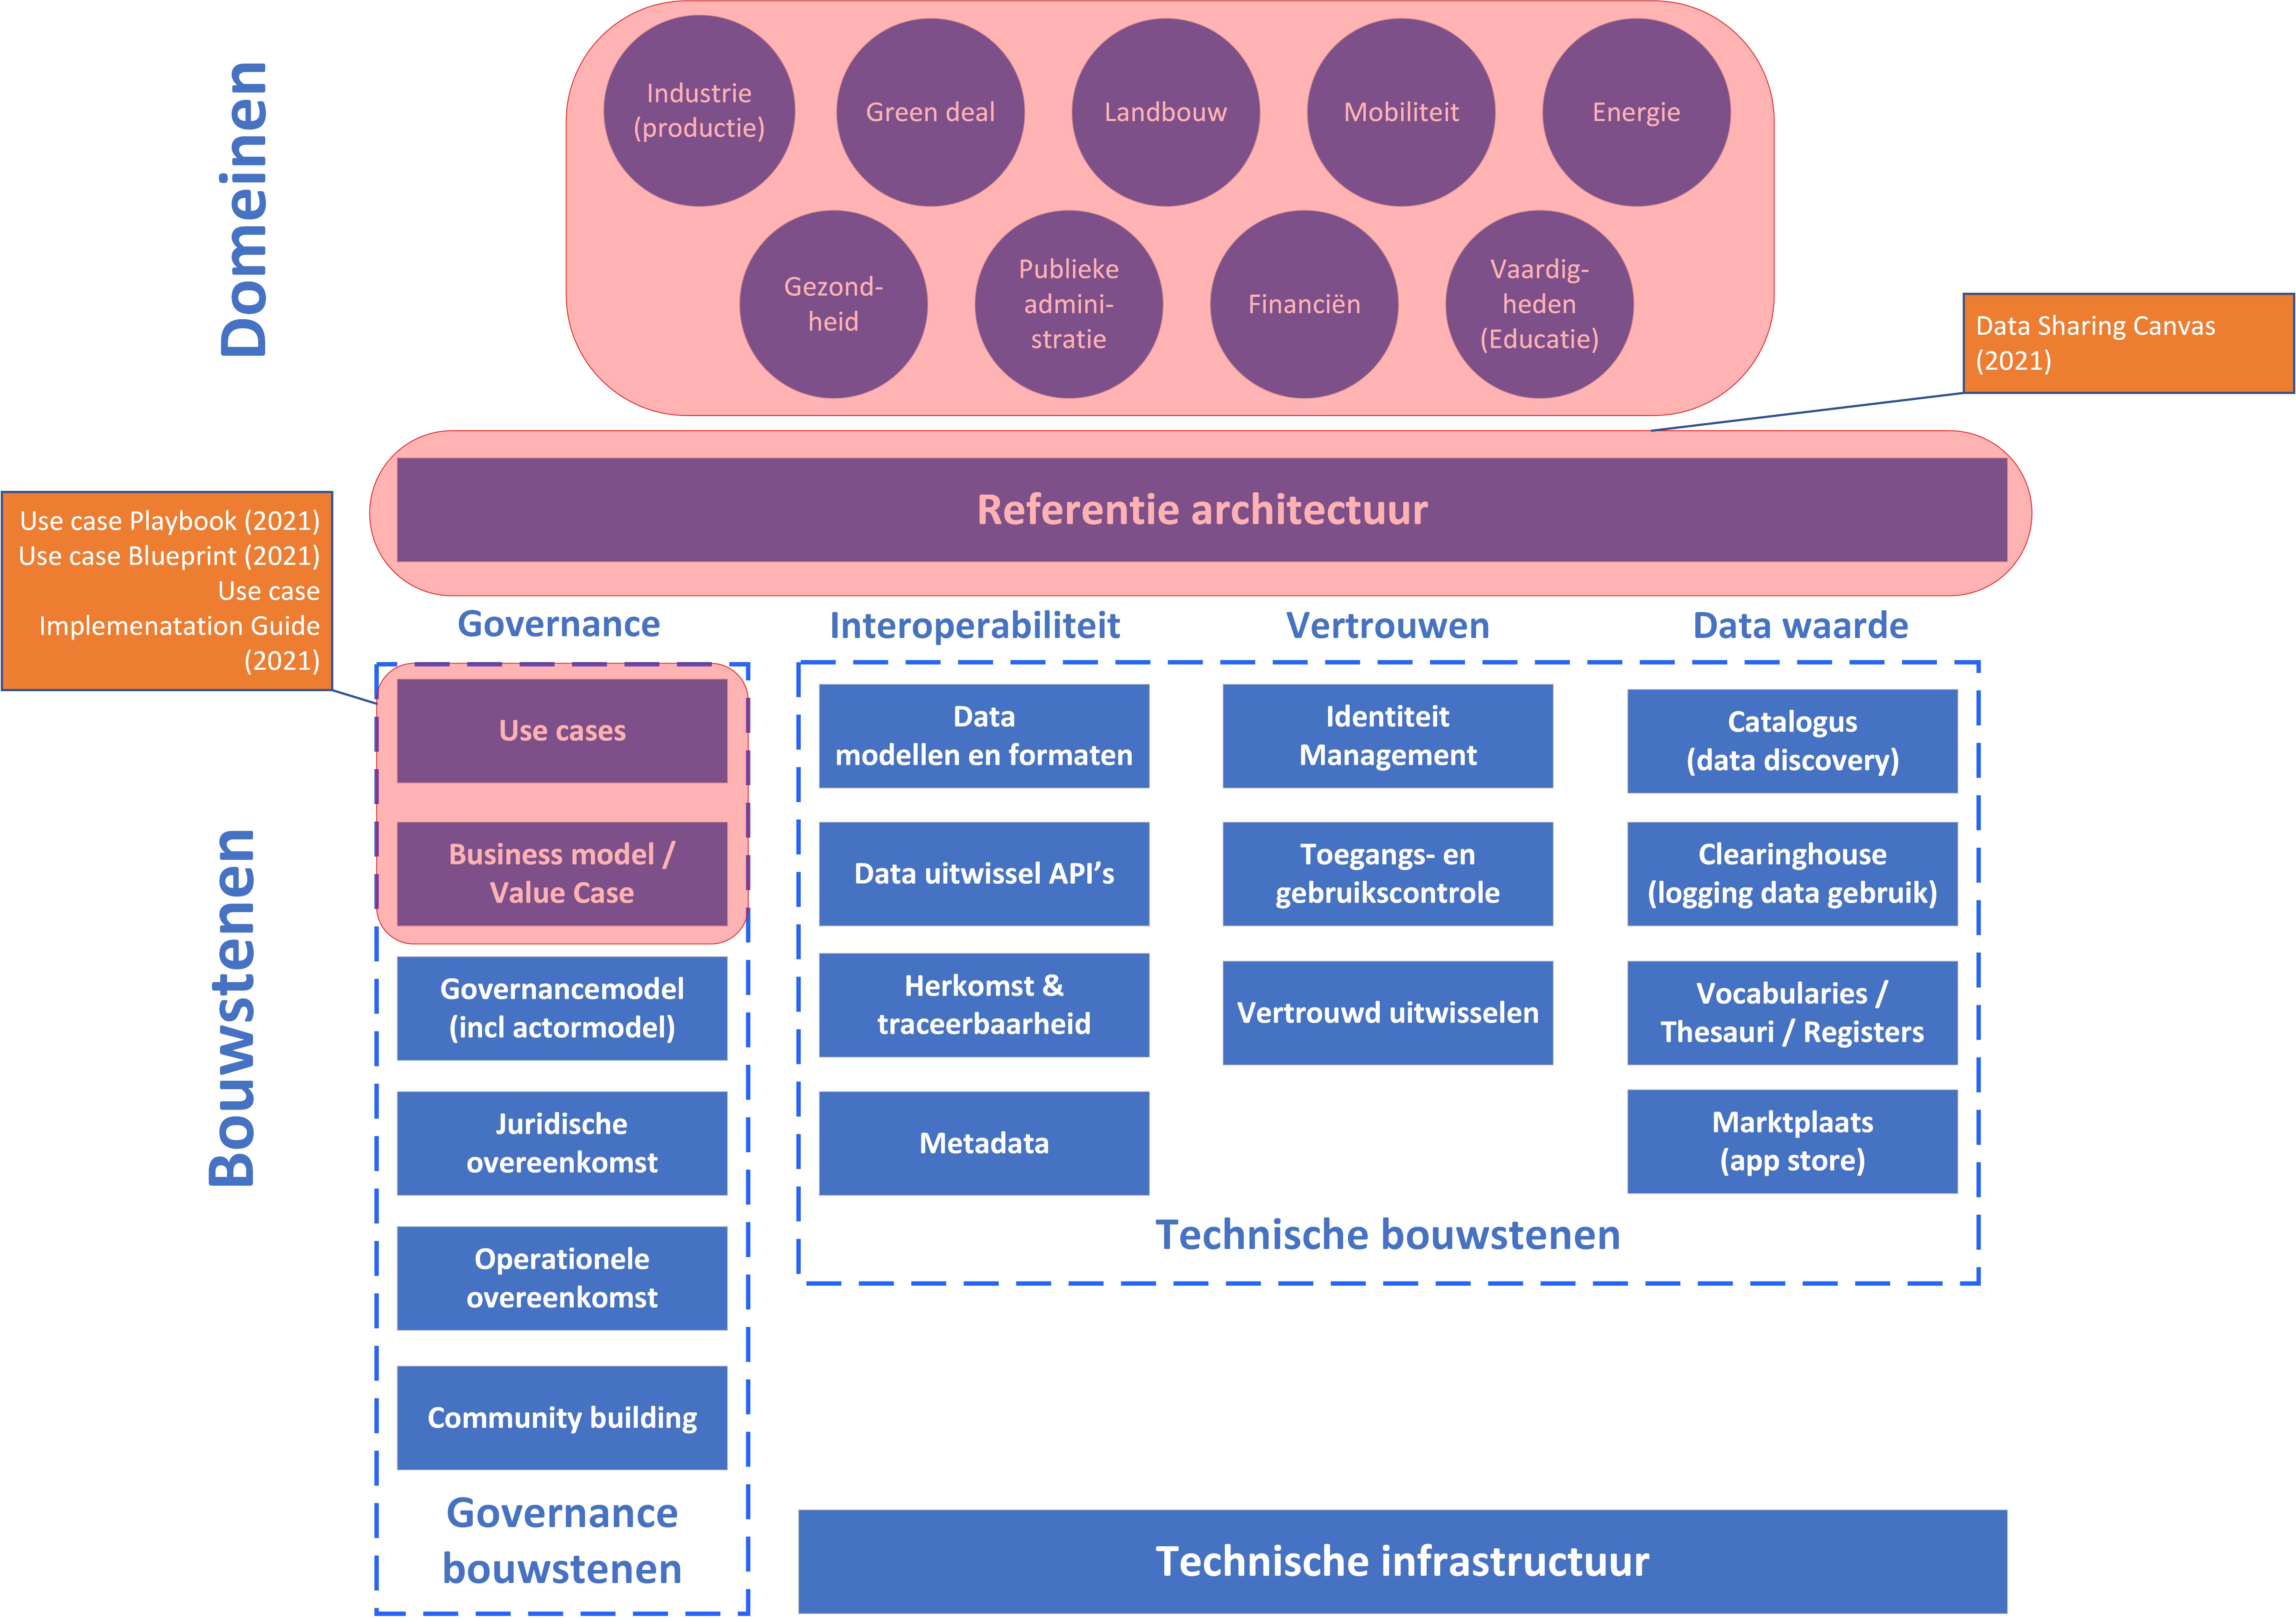 Domeinen
Industrie
(productie)
Green deal
Landbouw
Mobiliteit
Energie
Gezond-
heid
Publieke
admini-
stratie
Financiën
Vaardig-
heden
(Educatie)
Data Sharing Canvas
(2021)
Referentie architectuur
Use case Playbook (2021)
Use case Blueprint (2021)
Use case
Implemenatation Guide
(2021)
Bouwstenen
Governance
Use cases
Business model /
Value Case
Governancemodel
(incl actormodel)
Juridische
overeenkomst
Operationele
overeenkomst
Community building
Governance
bouwstenen
Interoperabiliteit
Data
modellen en formaten
Data uitwissel API’s
Herkomst &
traceerbaarheid
Metadata
Vertrouwen
Identiteit
Management
Toegangs- en
gebruikscontrole
Vertrouwd uitwisselen
Data waarde
Catalogus
(data discovery)
Clearinghouse
(logging data gebruik)
Vocabularies /
Thesauri / Registers
Marktplaats
(app store)
Technische bouwstenen
Technische infrastructuur